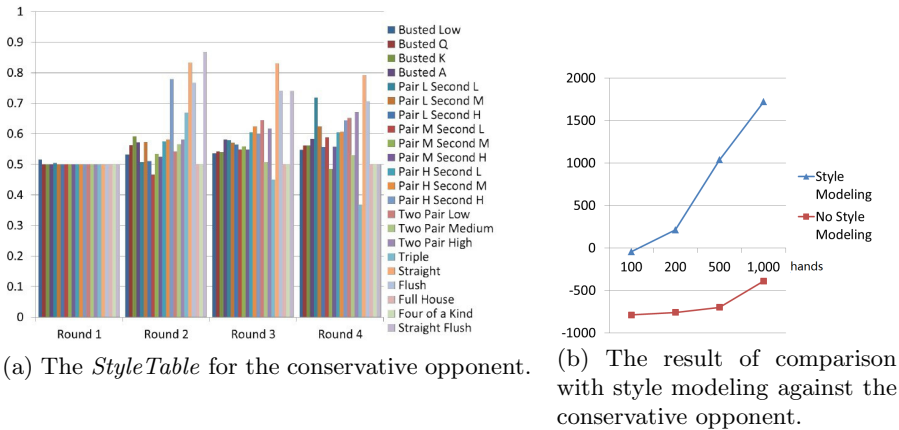 1
0.9
0.8
0.7
0.6
0.5
0.4
0.3
0.2
0.1
0
Round 1 Round 2 Round 3 Round 4
Busted Low
Busted Q
Busted K
Busted A
Pair L Second L
Pair L Second M
Pair L Second H
Pair M Second L
Pair M Second M
Pair M Second H
Pair H Second L
Pair H Second M
Pair H Second H
Two Pair Low
Two Pair Medium
Two Pair High
Triple
Straight
Flush
Full House
Four of a Kind
Straight Flush
(a) The StyleTable for the conservative opponent.
2000
1500
1000
500
0
-500
-1000
100 200 500 1,000 hands
Style
Modeling
No Style
Modeling
(b) The result of comparison
with style modeling against the
conservative opponent.